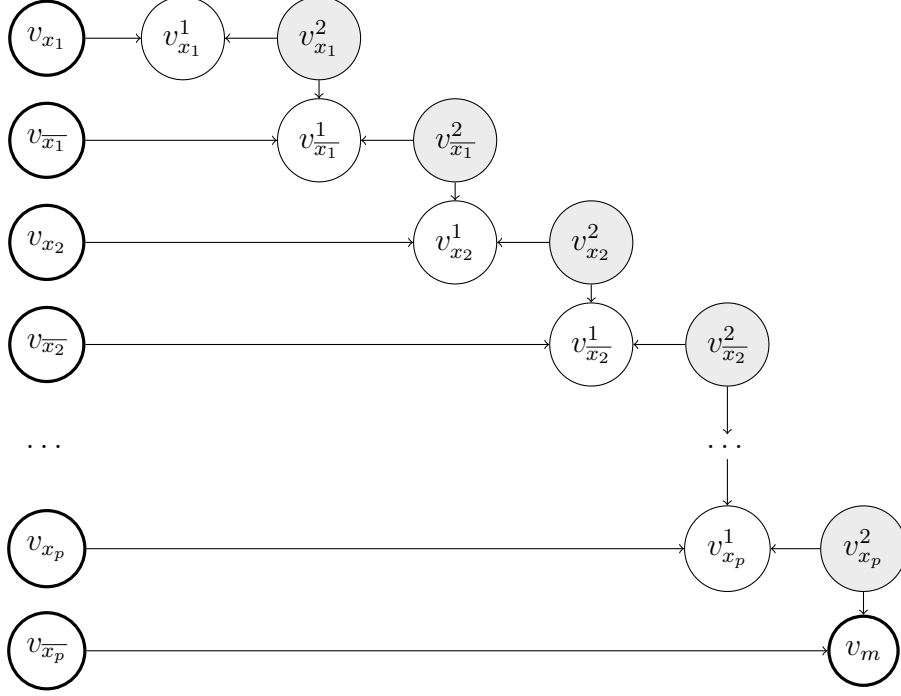 v_{x_1} v^1_{x_1} v^2_{x_1}
v_{\overline{x_1}} v^1_{\overline{x_1}} v^2_{\overline{x_1}}
v_{x_2} v^1_{x_2} v^2_{x_2}
v_{\overline{x_2}} v^1_{\overline{x_2}} v^2_{\overline{x_2}}
... ...
v_{x_p} v^1_{x_p} v^2_{x_p}
v_{\overline{x_p}} v_m